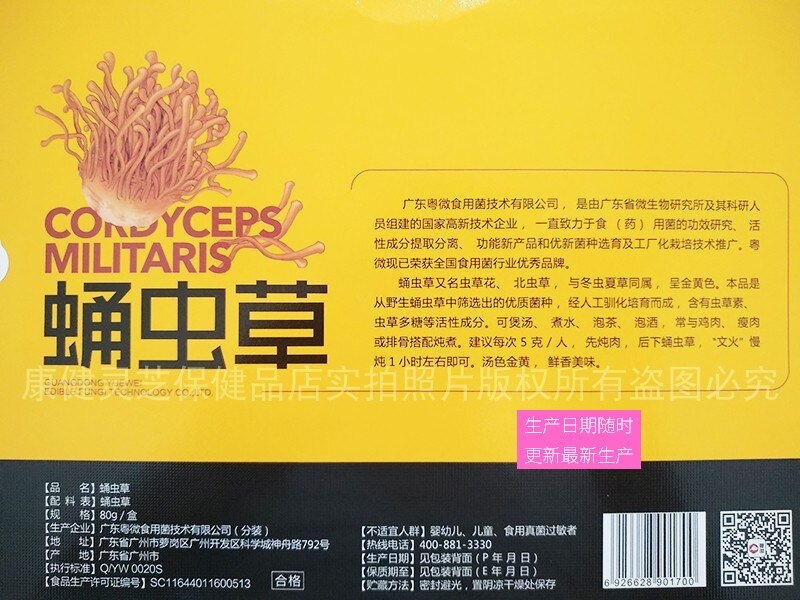 CORDYCEPS
MILITARIS
蛹虫草
GUANGDONG YUEWEI
EDIBLE FUNGI TECHNOLOGY CO.,LTD.
广东粤微食用菌技术有限公司，是由广东省微生物研究所及其科研人
员组建的国家高新技术企业，一直致力于食（药）用菌的功效研究、活
性成分提取分离、功能新产品和优新菌种选育及工厂化栽培技术推广。粤
微现已荣获全国食用菌行业优秀品牌。
蛹虫草又名虫草花、北虫草，与冬虫夏草同属，呈金黄色。本品是
从野生蛹虫草中筛选出的优质菌种，经人工驯化培育而成，含有虫草素、
虫草多糖等活性成分。可煲汤、煮水、泡茶、泡酒，常与鸡肉、瘦肉
或排骨搭配炖煮。建议每次 5 克 / 人，先炖肉，后下蛹虫草，“文火”慢
炖 1 小时左右即可。汤色金黄，鲜香美味。
康健灵芝保健品店实拍照片版权所有盗图必究
生产日期随时
更新最新生产
【品 名】蛹虫草
【配 料 表】蛹虫草
【规 格】80g / 盒
【生产企业】广东粤微食用菌技术有限公司（分装）
【地 址】广东省广州市萝岗区广州开发区科学城神舟路792号
【产 地】广东省广州市
【执行标准】Q/YW 0020S
【食品生产许可证编号】SC11644011600513
合格
【不适宜人群】婴幼儿、儿童、食用真菌过敏者
【热线电话】400-881-3330
【生产日期】见包装背面（P 年 月 日）
【保质期至】见包装背面（E 年 月 日）
【贮藏方法】密封避光，置阴凉干燥处保存
6 926628 901700